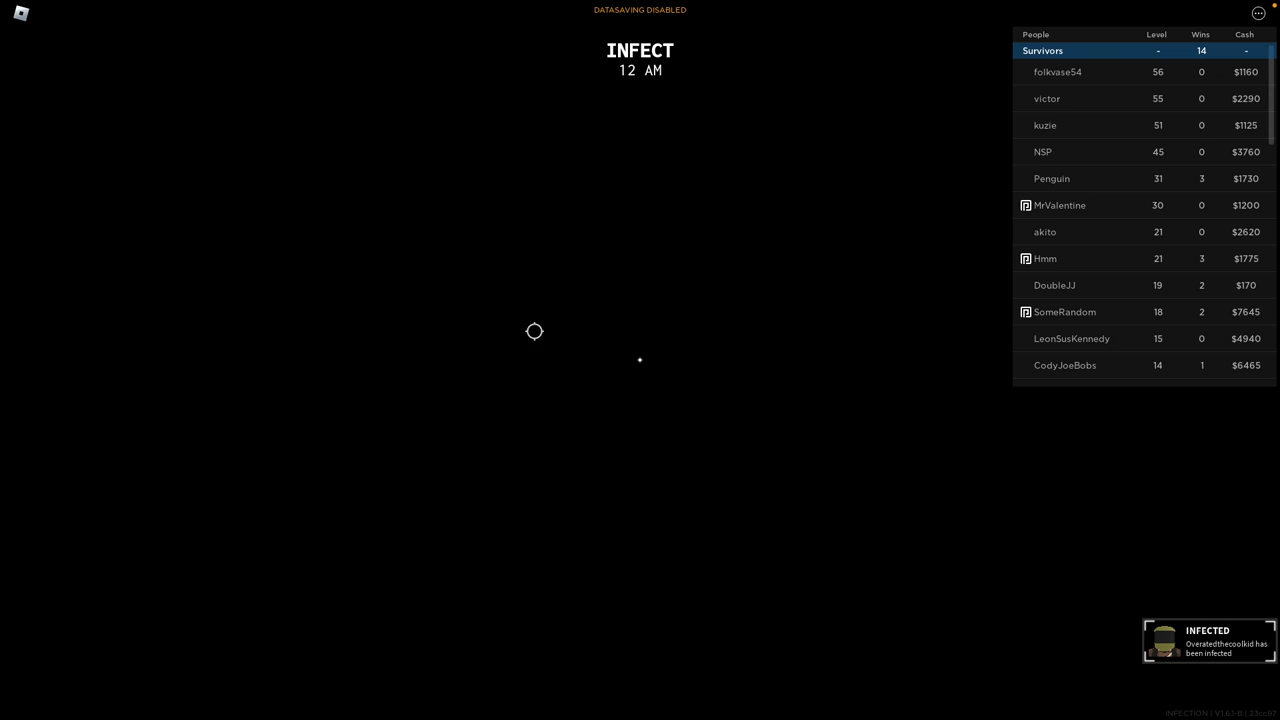 DATASAVING DISABLED
INFECT
12 AM
People Level Wins Cash
Survivors - 14 -
folkvase54 56 0 $1160
victor 55 0 $2290
kuzie 51 0 $1125
NSP 45 0 $3760
Penguin 31 3 $1730
MrValentine 30 0 $1200
akito 21 0 $2620
Hmm 21 3 $1775
DoubleJJ 19 2 $170
SomeRandom 18 2 $7645
LeonSusKennedy 15 0 $4940
CodyJoeBobs 14 1 $6465
INFECTED
Overatedthecoolkid has
been infected
INFECTION |